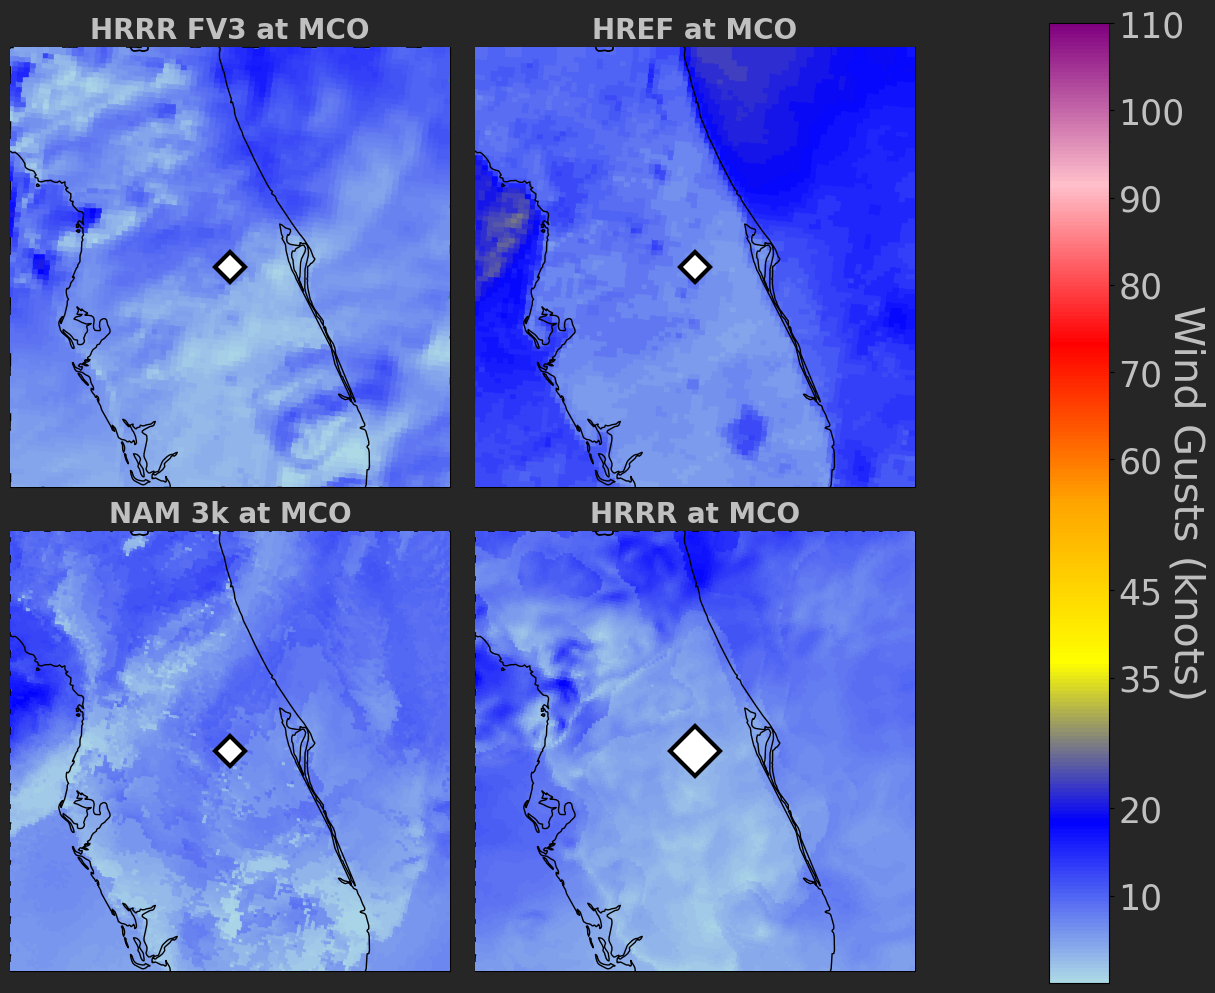 HRRR FV3 at MCO
HREF at MCO
NAM 3k at MCO
HRRR at MCO
110
100
90
80
70
60
45
35
20
10
Wind Gusts (knots)